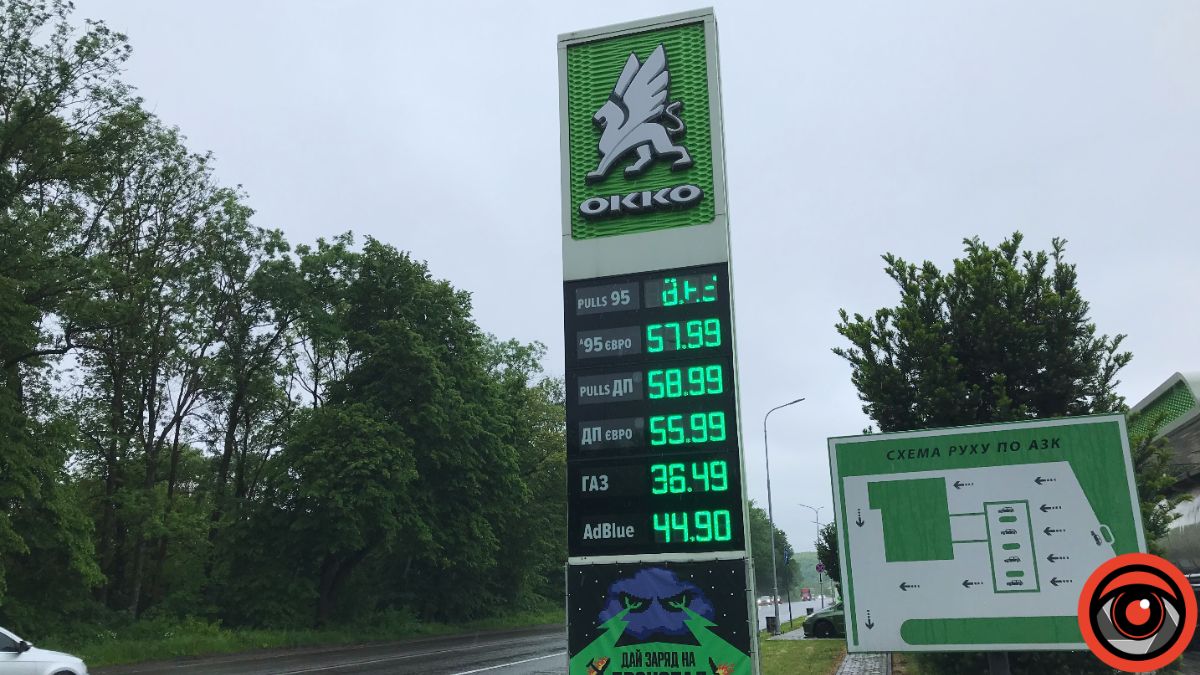 OKKO
PULLS 95
'95 ЄВРО 57.99
PULLS ДП 58.99
ДП ЄВРО 55.99
ГАЗ 36.49
AdBlue 44.90
ДАЙ ЗАРЯД НА
СХЕМА РУХУ ПО АЗК